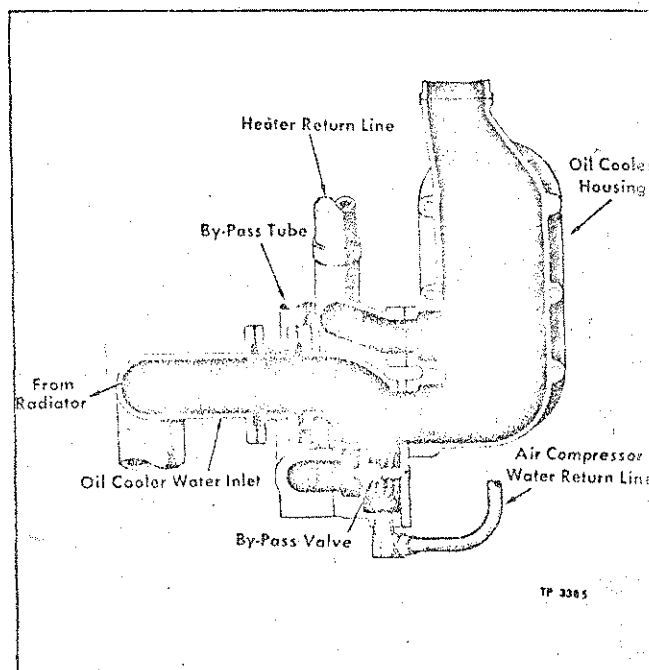 Heater Return Line
Oil Cooler
Housing
By-Pass Tube
From
Radiator
Oil Cooler Water Inlet
Air Compressor
Water Return Line
By-Pass Valve
TP 3385